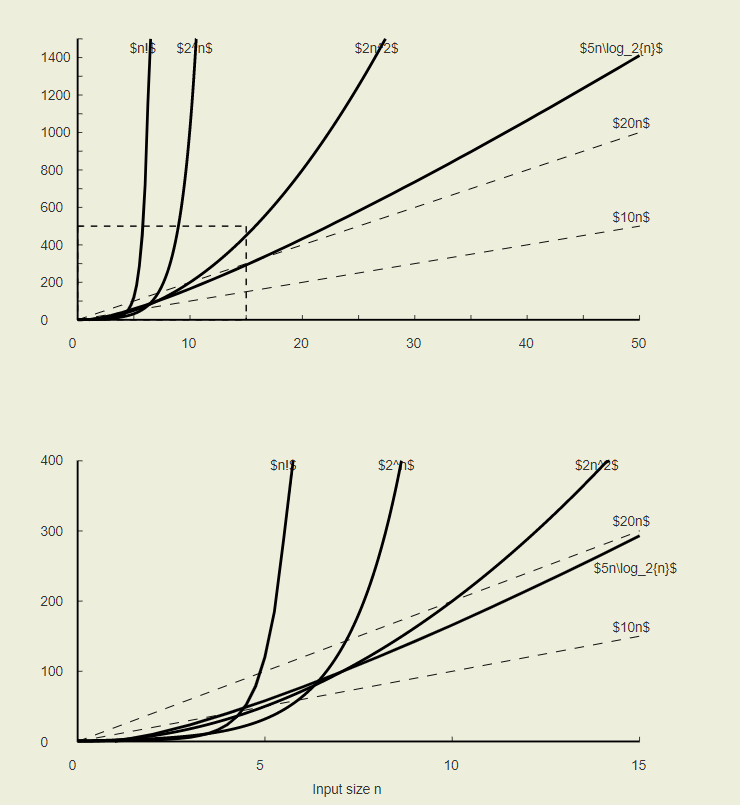 $n!$ $2^n$ $2n^2$ $5n\log_2{n}$
1400
1200
$20n$
1000
800
600
$10n$
400
200
0
0 10 20 30 40 50
400
$n!$ $2^n$ $2n^2$
$20n$
300
$5n\log_2{n}$
200
$10n$
100
0
0 5 10 15
Input size n